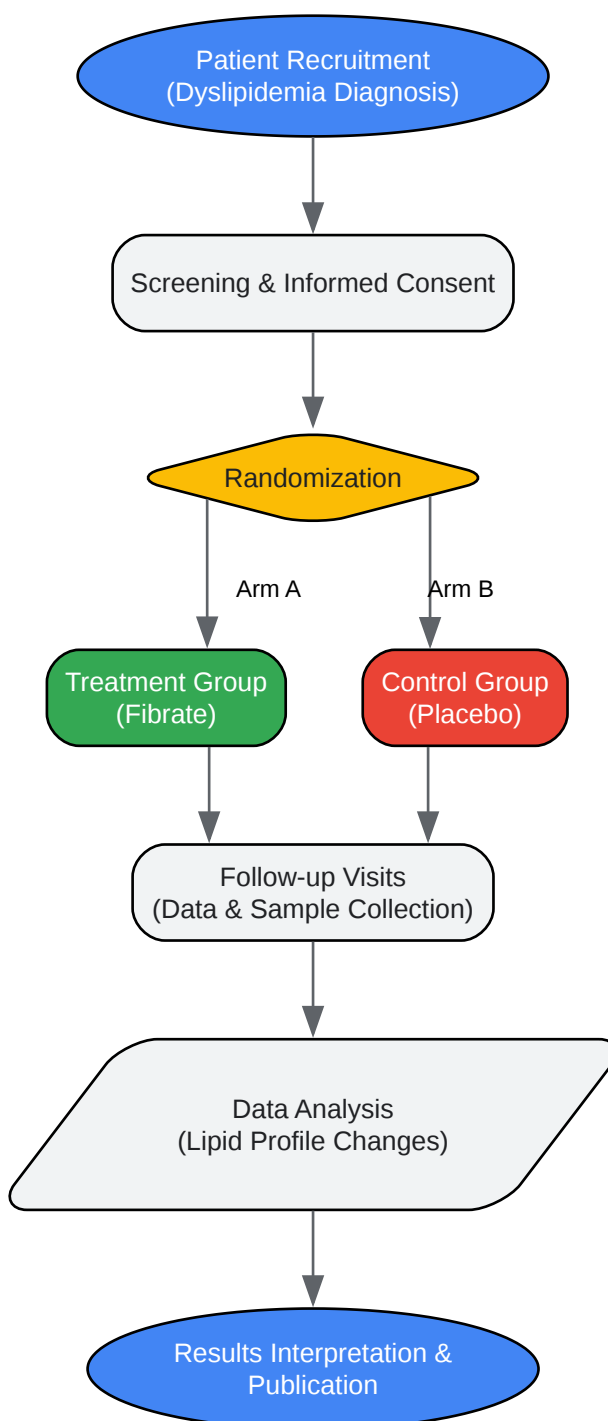 Patient Recruitment
(Dyslipidemia Diagnosis)
Screening & Informed Consent
Randomization
Arm A
Arm B
Treatment Group
(Fibrate)
Control Group
(Placebo)
Follow-up Visits
(Data & Sample Collection)
Data Analysis
(Lipid Profile Changes)
Results Interpretation &
Publication